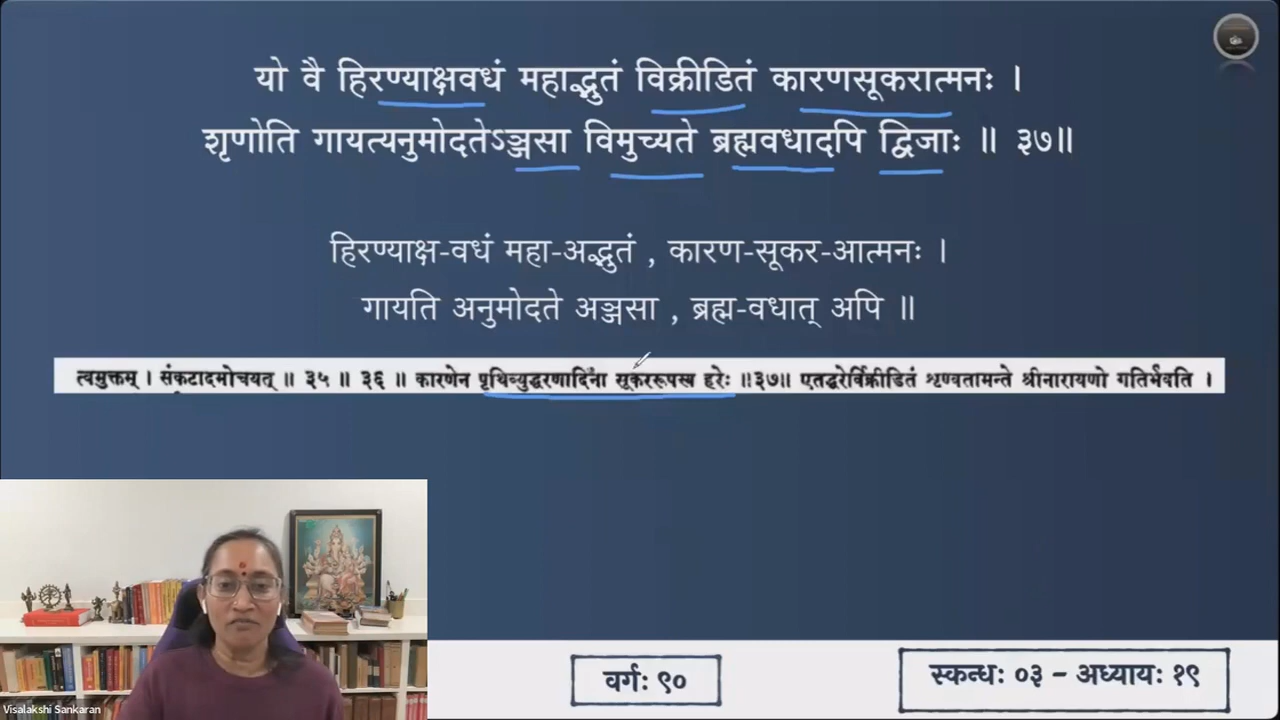 यो वै हिरण्याक्षवधं महाद्भुतं विक्रीडितं कारणसूकरात्मनः ।
शृणोति गायत्यनुमोदतेऽञ्जसा विमुच्यते ब्रह्मवधादपि द्विजाः ॥ ३७॥
हिरण्याक्ष-वधं महा-अद्भुतं , कारण-सूकर-आत्मनः ।
गायति अनुमोदते अञ्जसा , ब्रह्म-वधात् अपि ॥
त्वमुक्तम् । संकटादमोचयत् ॥ ३५ ॥ ३६ ॥ कारणेन पृथिव्युद्धरणादिना सूकररूपस्य हरेः ॥३७॥ एतद्धरेर्विक्रीडितं शृण्वतामन्ते श्रीनारायणो गतिर्भवति ।
Visalakshi Sankaran
वर्गः ९०
स्कन्धः ०३ – अध्यायः १९